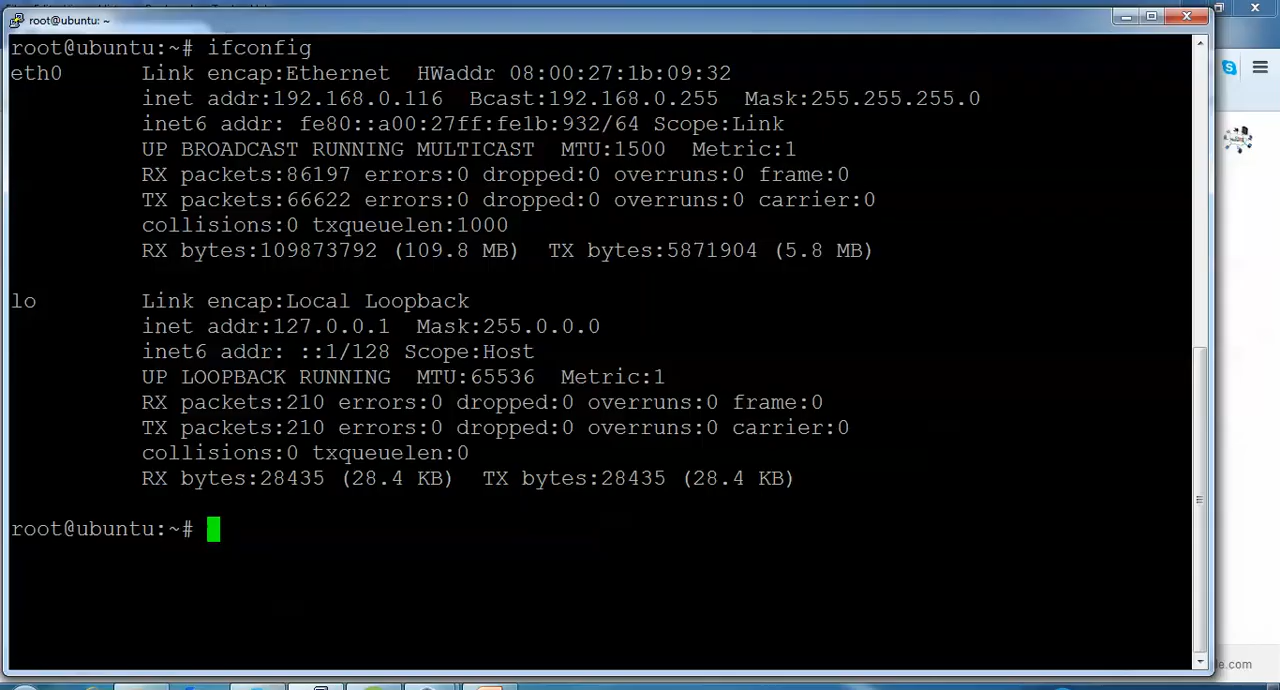 root@ubuntu: ~
root@ubuntu:~# ifconfig
eth0      Link encap:Ethernet  HWaddr 08:00:27:1b:09:32
          inet addr:192.168.0.116  Bcast:192.168.0.255  Mask:255.255.255.0
          inet6 addr: fe80::a00:27ff:fe1b:932/64 Scope:Link
          UP BROADCAST RUNNING MULTICAST  MTU:1500  Metric:1
          RX packets:86197 errors:0 dropped:0 overruns:0 frame:0
          TX packets:66622 errors:0 dropped:0 overruns:0 carrier:0
          collisions:0 txqueuelen:1000
          RX bytes:109873792 (109.8 MB)  TX bytes:5871904 (5.8 MB)
lo        Link encap:Local Loopback
          inet addr:127.0.0.1  Mask:255.0.0.0
          inet6 addr: ::1/128 Scope:Host
          UP LOOPBACK RUNNING  MTU:65536  Metric:1
          RX packets:210 errors:0 dropped:0 overruns:0 frame:0
          TX packets:210 errors:0 dropped:0 overruns:0 carrier:0
          collisions:0 txqueuelen:0
          RX bytes:28435 (28.4 KB)  TX bytes:28435 (28.4 KB)
root@ubuntu:~#
le.com